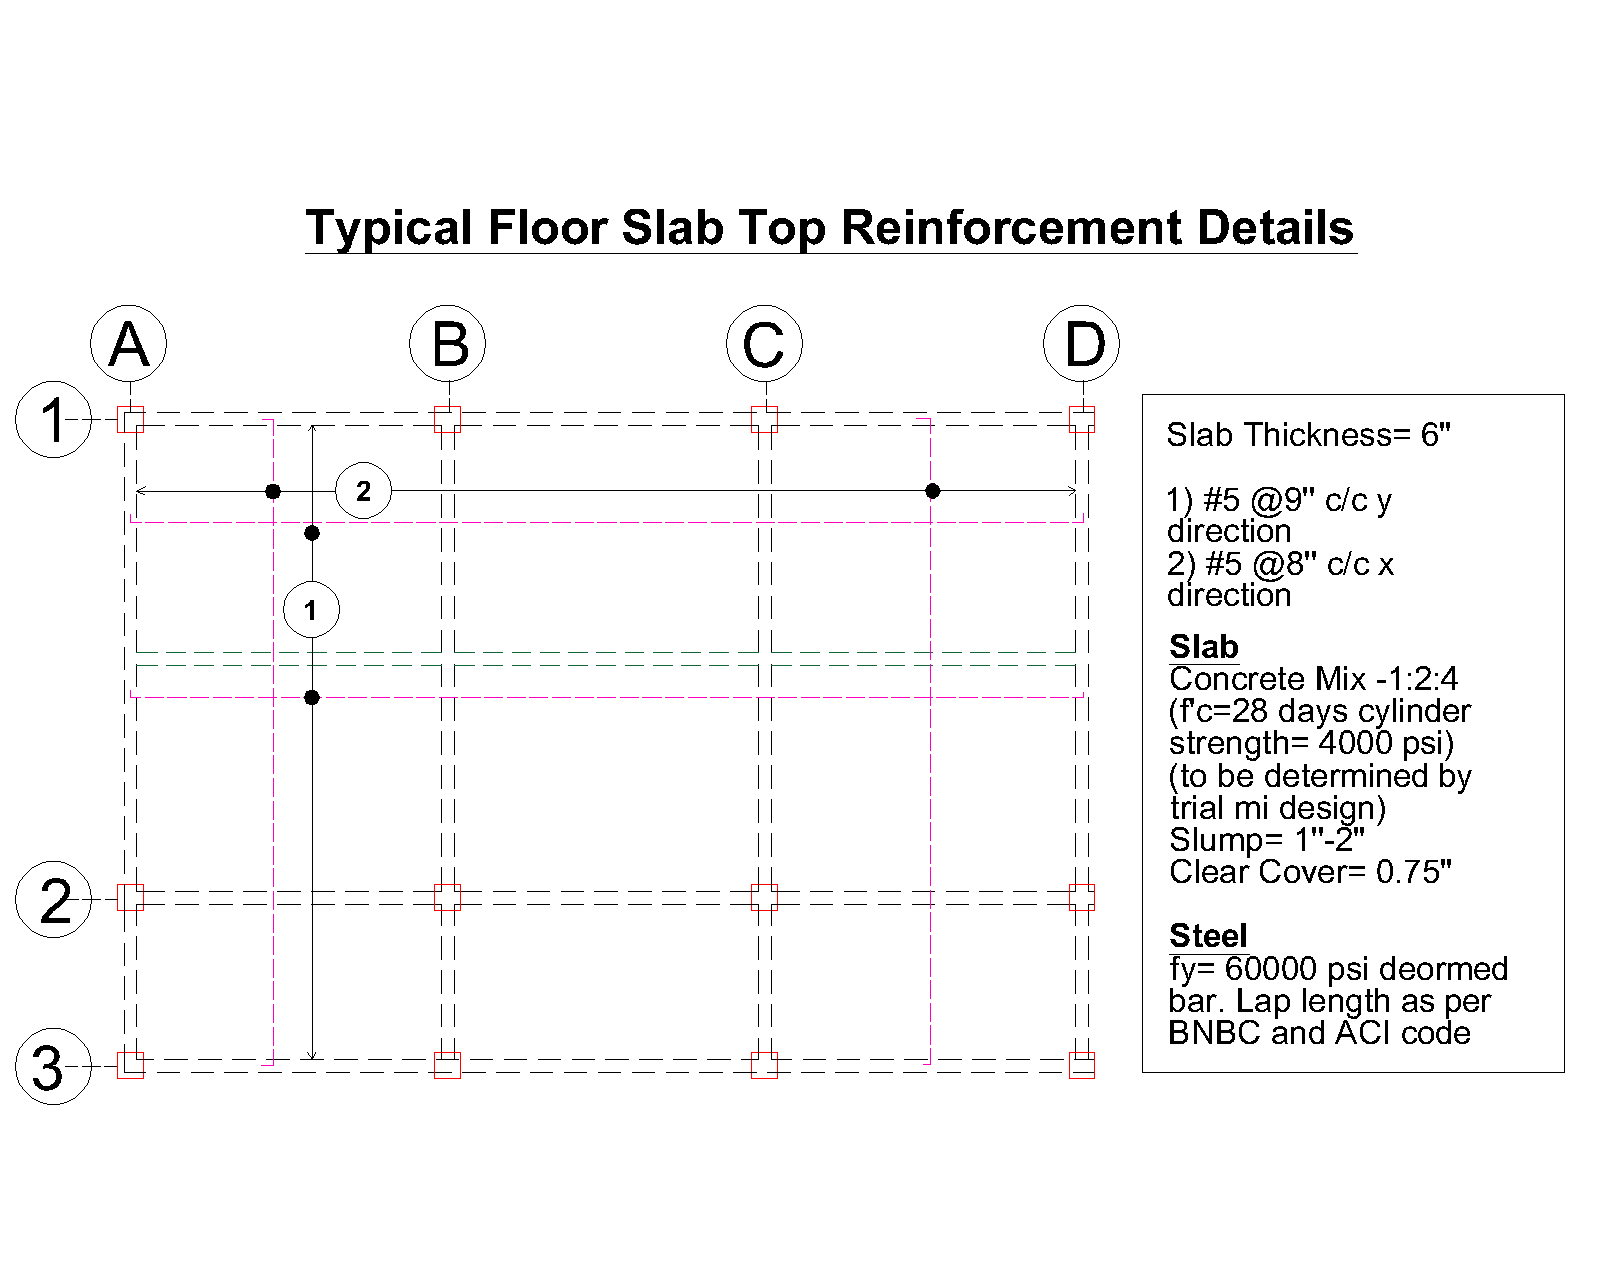 Typical Floor Slab Top Reinforcement Details
A B C D
1
2
1
2
3
Slab Thickness= 6"
1) #5 @9" c/c y
direction
2) #5 @8" c/c x
direction
Slab
Concrete Mix -1:2:4
(f'c=28 days cylinder
strength= 4000 psi)
(to be determined by
trial mi design)
Slump= 1"-2"
Clear Cover= 0.75"
Steel
fy= 60000 psi deormed
bar. Lap length as per
BNBC and ACI code